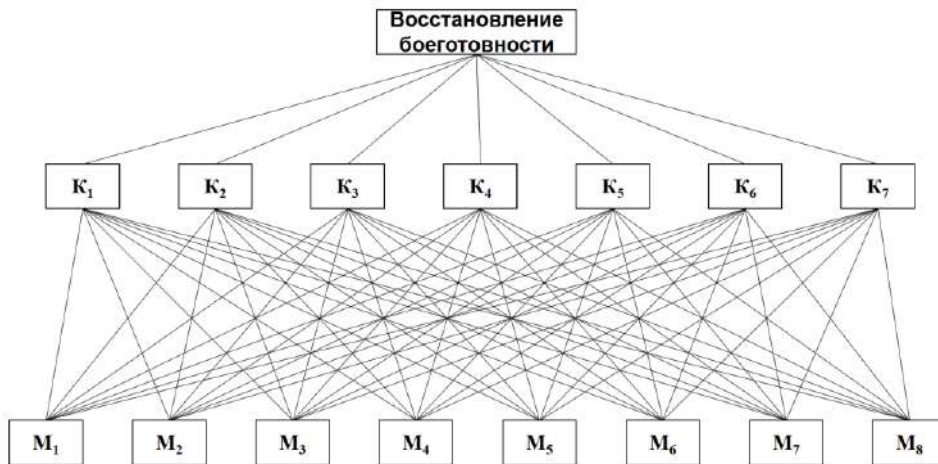 Восстановление
боеготовности
К₁ К₂ К₃ К₄ К₅ К₆ К₇
М₁ М₂ М₃ М₄ М₅ М₆ М₇ М₈